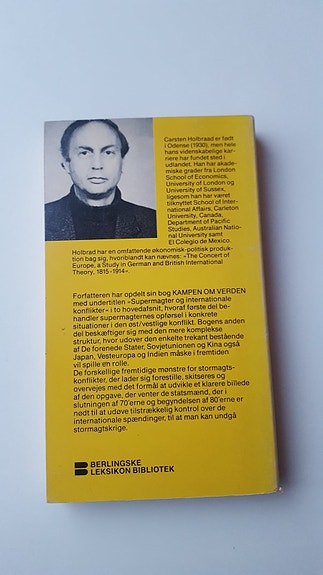 Carsten Holbraad er født
i Odense (1930), men hele
hans videnskabelige kar-
riere har fundet sted i
udlandet. Han har akade-
miske grader fra London
School of Economics,
University of London og
University of Sussex,
ligesom han har været
tilknyttet School of Inter-
national Affairs, Carleton
University, Canada,
Department of Pacific
Studies, Australian Natio-
nal University samt
El Colegio de Mexico.
Holbrad har en omfattende økonomisk-politisk produk-
tion bag sig, hvoriblandt kan nævnes: »The Concert of
Europe, a Study in German and British International
Theory, 1815-1914«.
Forfatteren har opdelt sin bog KAMPEN OM VERDEN
med undertitlen »Supermagter og internationale
konflikter« i to hovedafsnit, hvoraf første del be-
handler supermagternes opførsel i konkrete
situationer i den øst/vestlige konflikt. Bogens anden
del beskæftiger sig med den mere komplekse
struktur, hvor udover den enkelte trekant bestående
af De forenede Stater, Sovjetunionen og Kina også
Japan, Vesteuropa og Indien måske i fremtiden
vil spille en rolle.
De forskellige fremtidige mønstre for stormagts-
konflikter, der lader sig forestille, skitseres og
overvejes med det formål at udvikle et klarere billede
af den opgave, der venter de statsmænd, der i
slutningen af 70'erne og begyndelsen af 80'erne er
nødt til at udøve tilstrækkelig kontrol over de
internationale spændinger, til at man kan undgå
stormagtskrige.
BERLINGSKE
LEKSIKON BIBLIOTEK